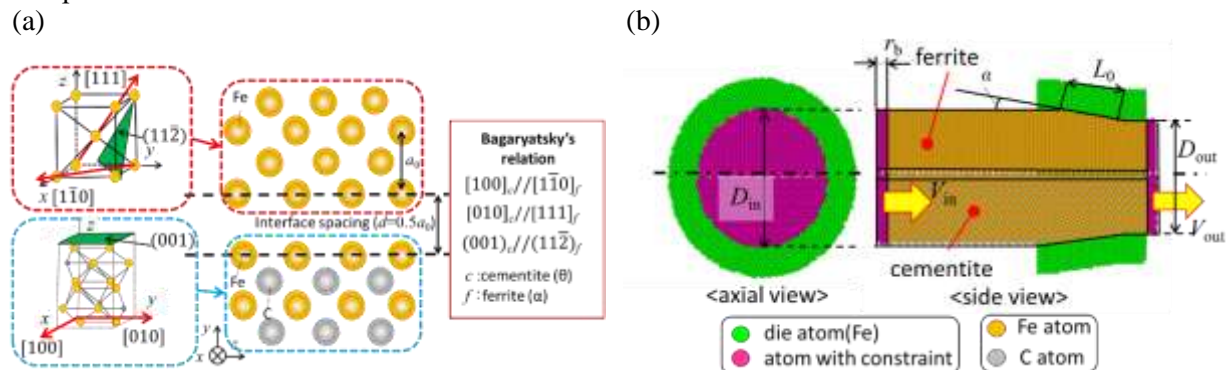 (a)
(b)
z
[111]
(112̄)
y
x [11̄0]
Fe
a₀
Interface spacing (d=0.5a₀)
z
(001)
x
y
[100]
[010]
Fe
C
y
x
Bagaryatsky's
relation
[100]c//[11̄0]f
[010]c//[111]f
(001)c//(112̄)f
c :cementite (θ)
f : ferrite (α)
rb
ferrite
α
L₀
Din
Vin
Dout
Vout
cementite
<axial view>
<side view>
die atom(Fe)
atom with constraint
Fe atom
C atom